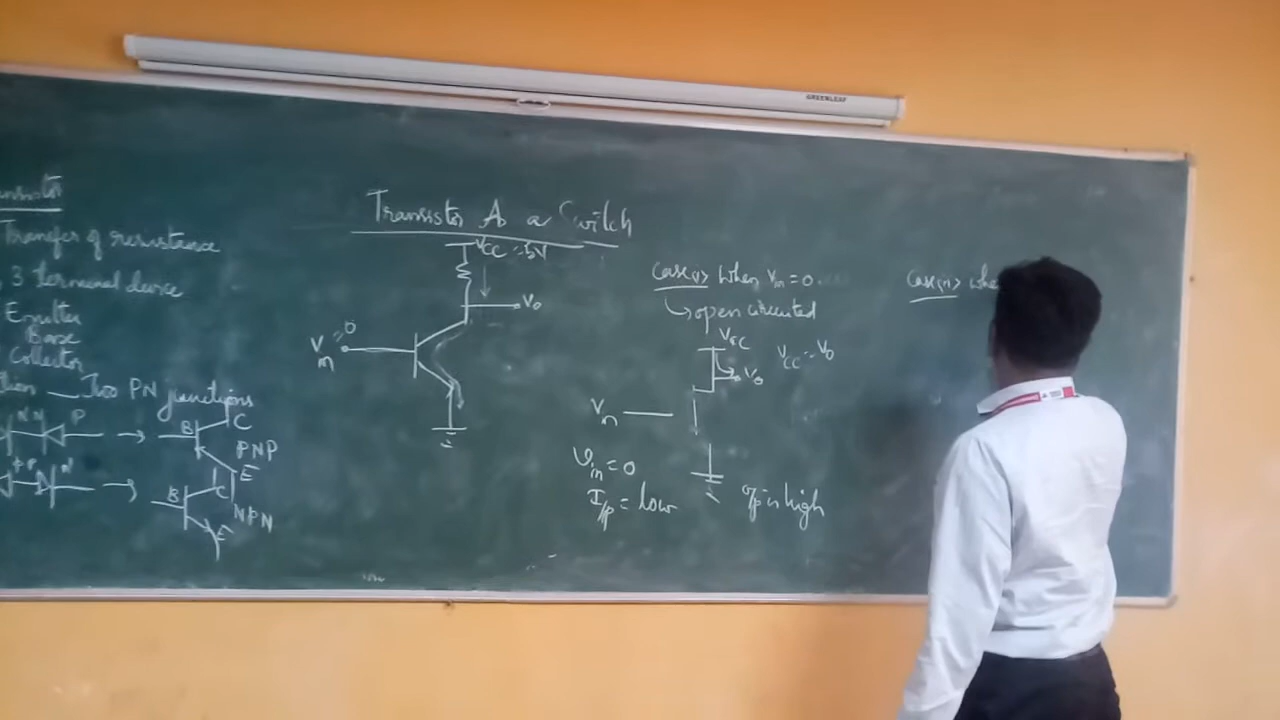 GREENLEAF
Transfer of resistance
3 terminal device
Emitter
Base
Collector
Two PN junctions
N P
B C
PNP
E
B C
NPN
E
Transistor As a Switch
VCC = 5V
Vo
Vin = 0
Case(i) When Vin = 0
open circuited
VCC
Vo
VCC = Vo
Vin
Vin = 0
I/p = low
O/p is high
Case(ii)